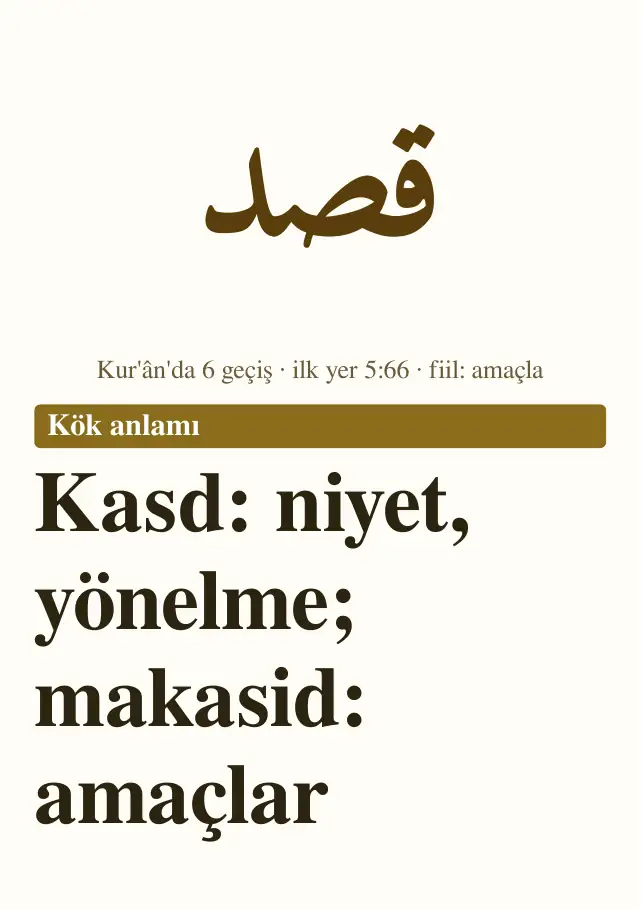 قصد
Kur'ân'da 6 geçiş · ilk yer 5:66 · fiil: amaçla
Kök anlamı
Kasd: niyet,
yönelme;
makasid:
amaçlar